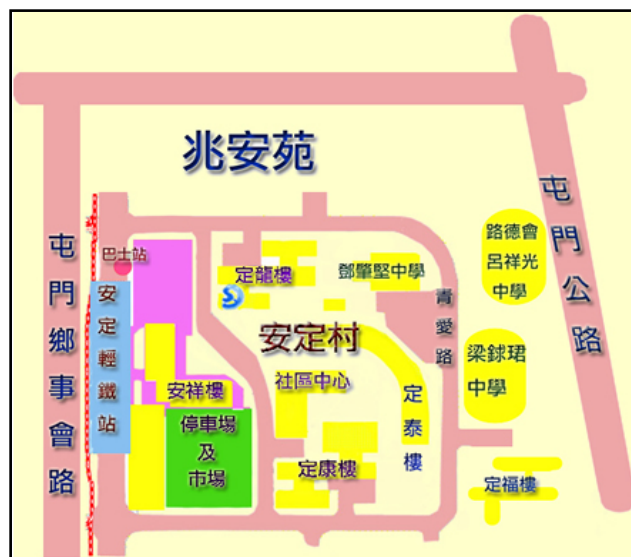 兆安苑
屯門公路
屯門鄉事會路
巴士站
安定輕鐵站
定龍樓
鄧肇堅中學
路德會
呂祥光
中學
青愛路
安定村
社區中心
梁銶琚
中學
安祥樓
定泰樓
停車場
及
市場
定康樓
定福樓